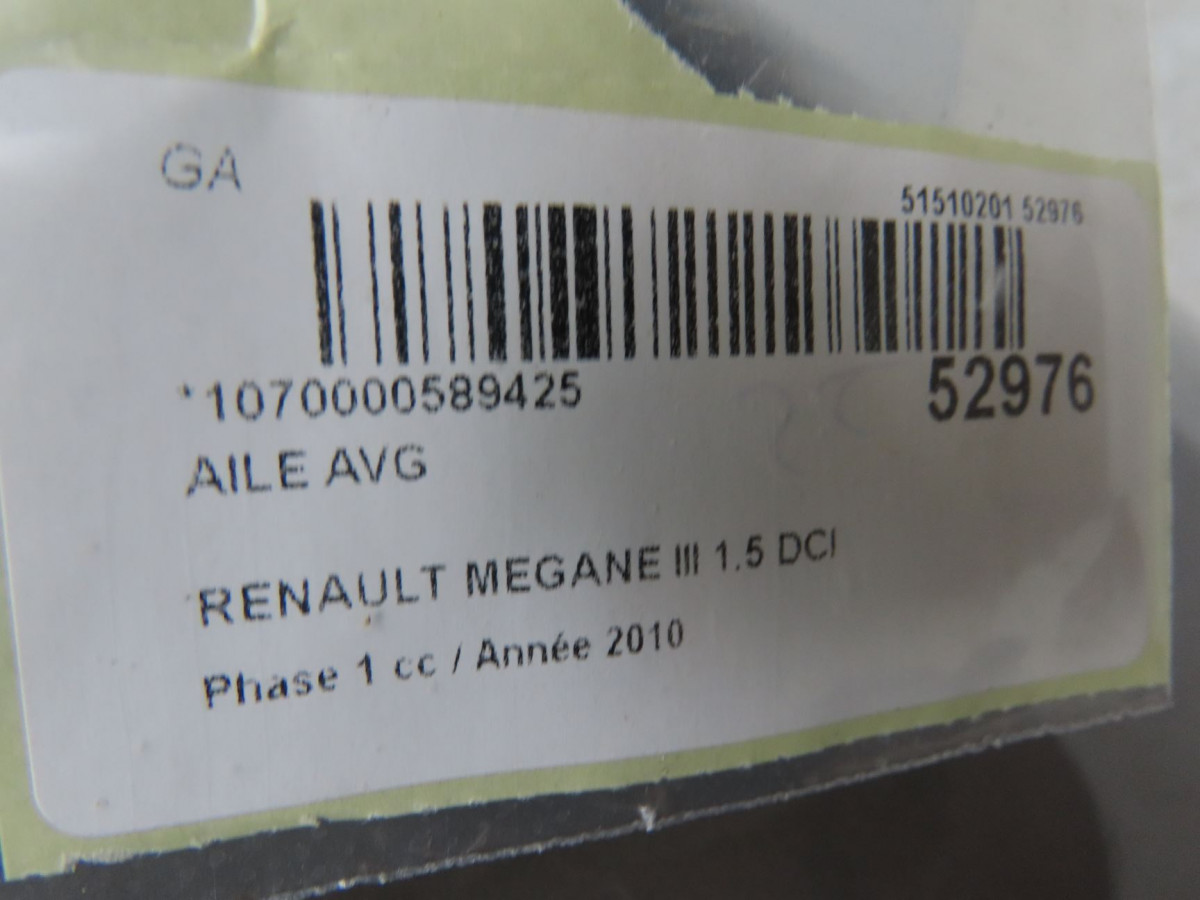 GA
51510201 52976
*1070000589425
52976
AILE AVG
RENAULT MEGANE III 1.5 DCI
Phase 1 cc / Année 2010